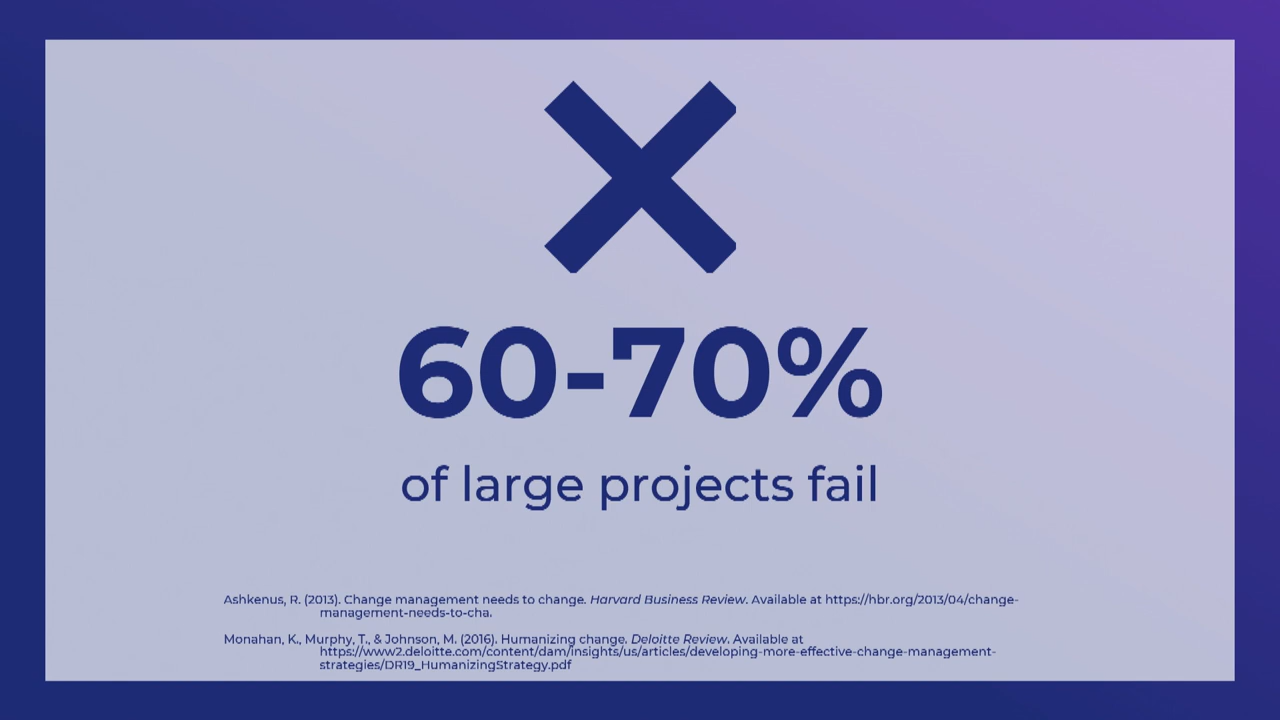 60-70%
of large projects fail
Ashkenus, R. (2013). Change management needs to change. Harvard Business Review. Available at https://hbr.org/2013/04/change-
management-needs-to-cha.
Monahan, K., Murphy, T., & Johnson, M. (2016). Humanizing change. Deloitte Review. Available at
https://www2.deloitte.com/content/dam/insights/us/articles/developing-more-effective-change-management-
strategies/DR19_HumanizingStrategy.pdf